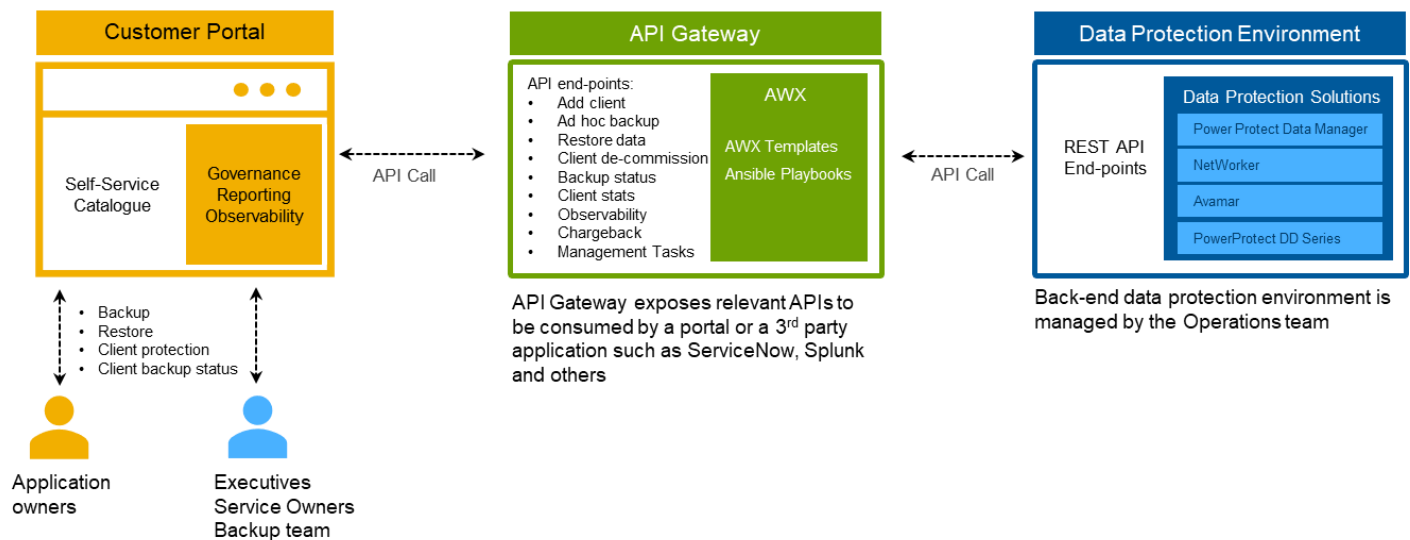 Customer Portal
Self-Service
Catalogue
Governance
Reporting
Observability
API Call
• Backup
• Restore
• Client protection
• Client backup status
Application
owners
Executives
Service Owners
Backup team
API Gateway
API end-points:
• Add client
• Ad hoc backup
• Restore data
• Client de-commission
• Backup status
• Client stats
• Observability
• Chargeback
• Management Tasks
AWX
AWX Templates
Ansible Playbooks
API Gateway exposes relevant APIs to
be consumed by a portal or a 3rd party
application such as ServiceNow, Splunk
and others
API Call
Data Protection Environment
REST API
End-points
Data Protection Solutions
Power Protect Data Manager
NetWorker
Avamar
PowerProtect DD Series
Back-end data protection environment is
managed by the Operations team